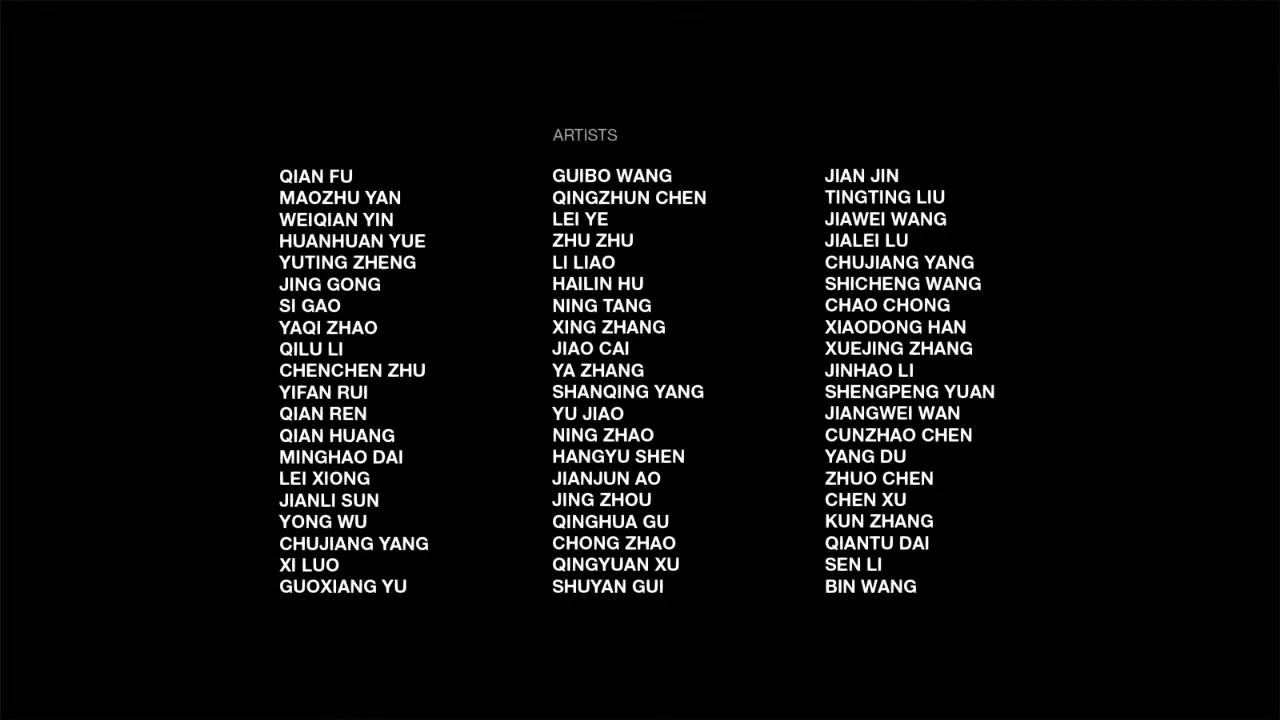 ARTISTS
QIAN FU
MAOZHU YAN
WEIQIAN YIN
HUANHUAN YUE
YUTING ZHENG
JING GONG
SI GAO
YAQI ZHAO
QILU LI
CHENCHEN ZHU
YIFAN RUI
QIAN REN
QIAN HUANG
MINGHAO DAI
LEI XIONG
JIANLI SUN
YONG WU
CHUJIANG YANG
XI LUO
GUOXIANG YU
GUIBO WANG
QINGZHUN CHEN
LEI YE
ZHU ZHU
LI LIAO
HAILIN HU
NING TANG
XING ZHANG
JIAO CAI
YA ZHANG
SHANQING YANG
YU JIAO
NING ZHAO
HANGYU SHEN
JIANJUN AO
JING ZHOU
QINGHUA GU
CHONG ZHAO
QINGYUAN XU
SHUYAN GUI
JIAN JIN
TINGTING LIU
JIAWEI WANG
JIALEI LU
CHUJIANG YANG
SHICHENG WANG
CHAO CHONG
XIAODONG HAN
XUEJING ZHANG
JINHAO LI
SHENGPENG YUAN
JIANGWEI WAN
CUNZHAO CHEN
YANG DU
ZHUO CHEN
CHEN XU
KUN ZHANG
QIANTU DAI
SEN LI
BIN WANG